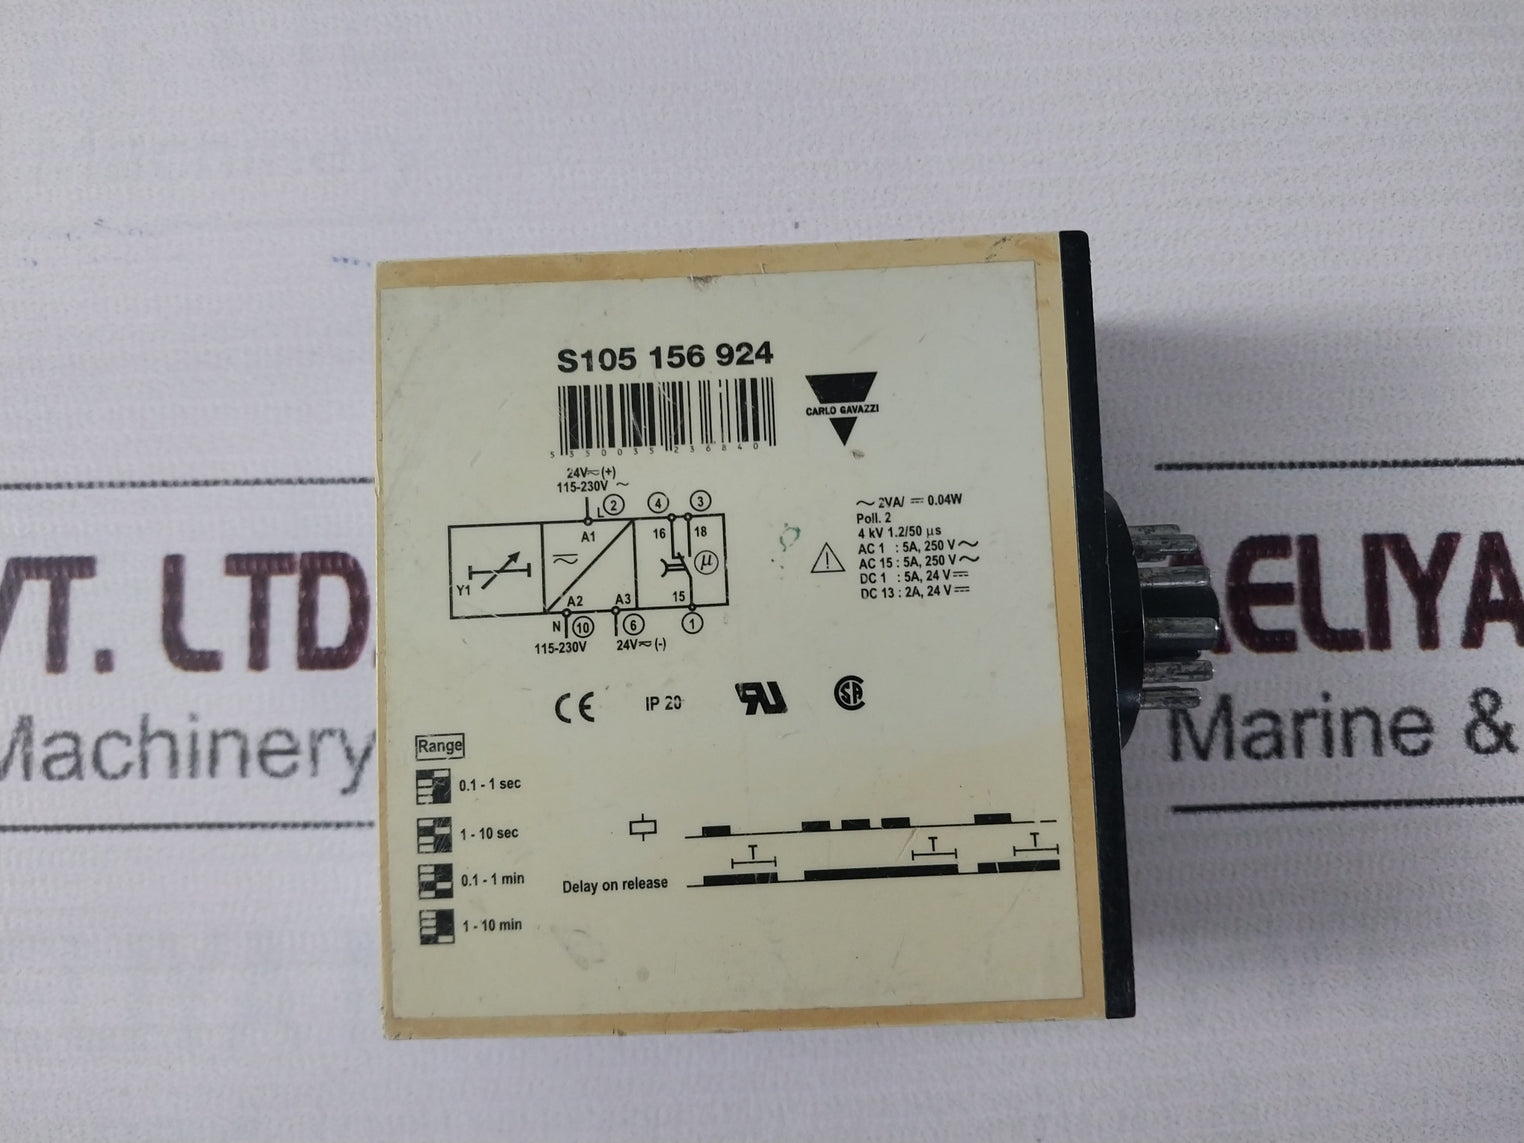 S105 156 924
CARLO GAVAZZI
24V≂(+)
115-230V ~
L 2
4
3
A1
16
18
μ
Y1
A2
A3
15
N 10
6
1
115-230V
24V≂(-)
~ 2VA/⎓ 0.04W
Poll. 2
4 kV 1.2/50 μs
AC 1 : 5A, 250 V~
AC 15 : 5A, 250 V~
DC 1 : 5A, 24 V⎓
DC 13 : 2A, 24 V⎓
CE
IP 20
RU
SA
Range
0.1 - 1 sec
1 - 10 sec
0.1 - 1 min
1 - 10 min
T
T
T
Delay on release
VT. LTD.
AELIYA
Machinery
Marine &